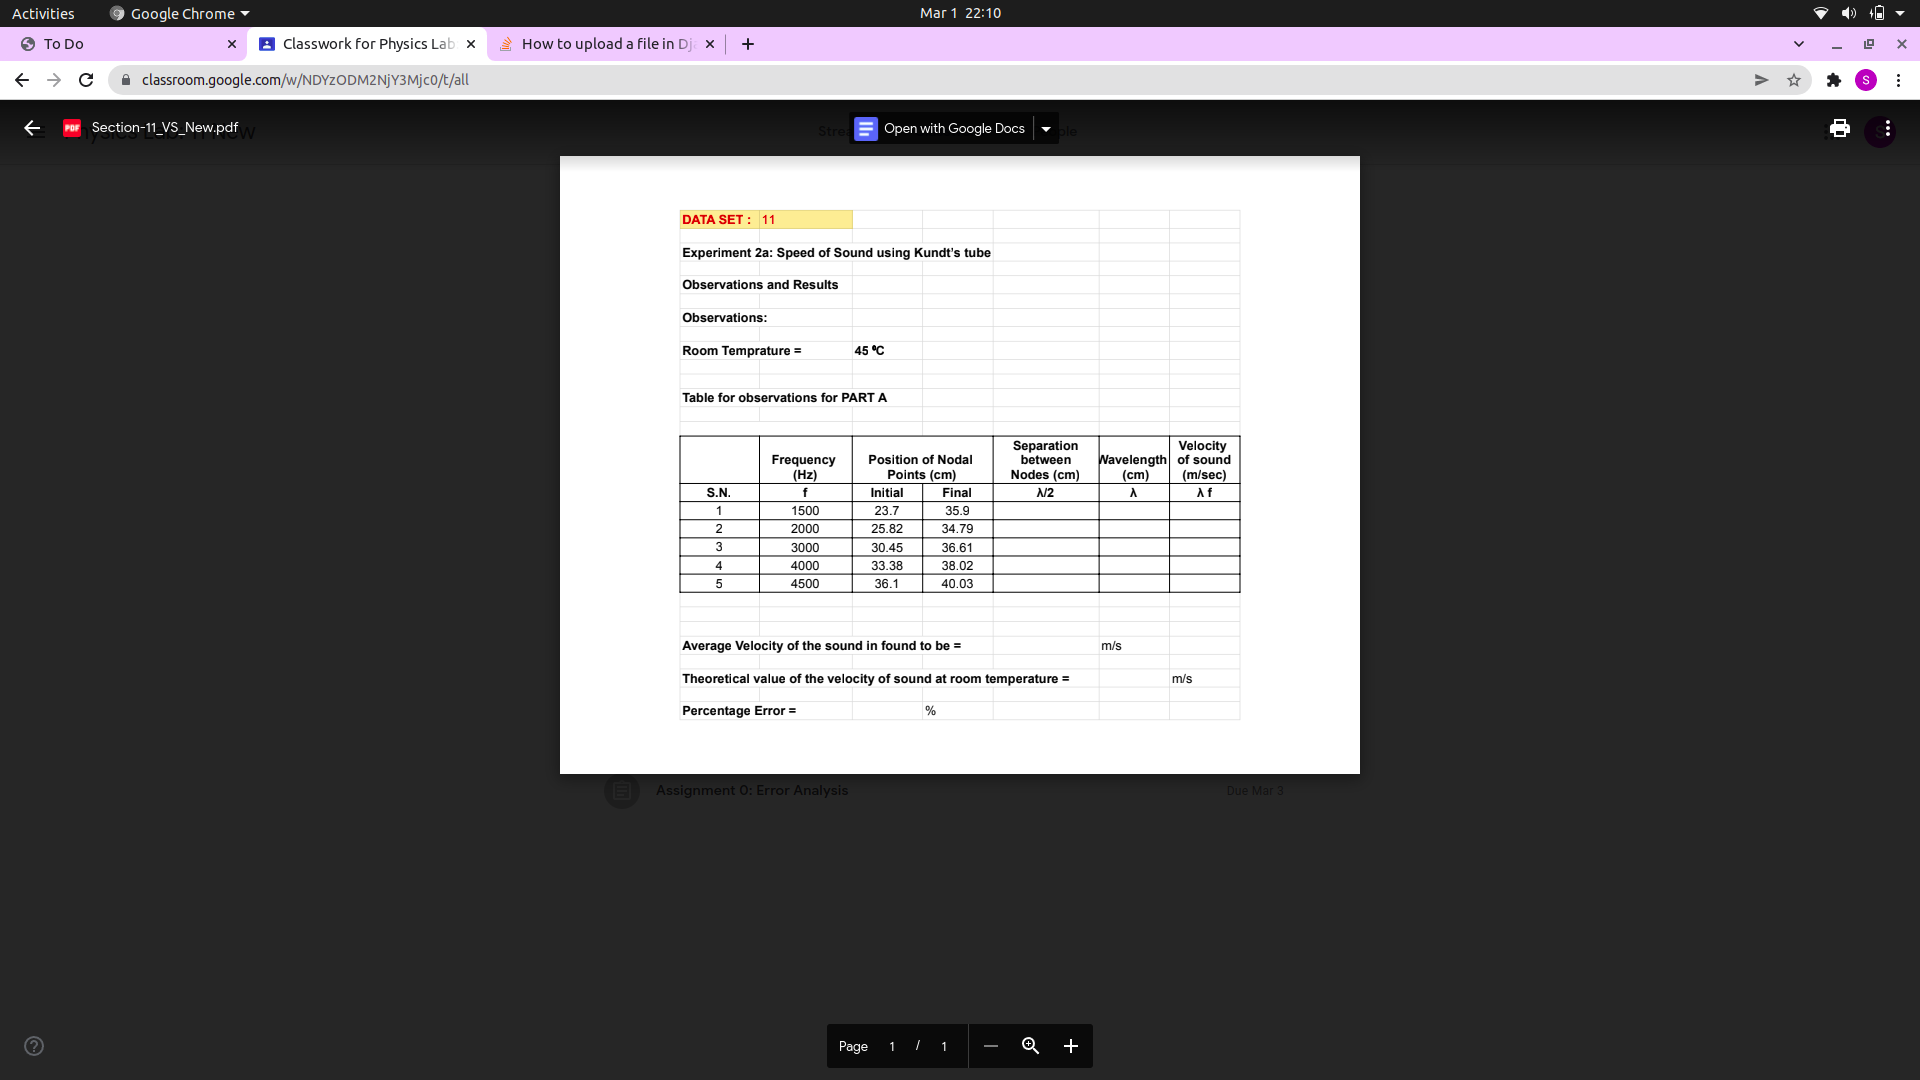 Activities Google Chrome Mar 1 22:10
To Do Classwork for Physics Lab How to upload a file in Dj
classroom.google.com/w/NDYzODM2NjY3Mjc0/t/all S
PDF Section-11_VS_New.pdf Open with Google Docs
DATA SET : 11
Experiment 2a: Speed of Sound using Kundt's tube
Observations and Results
Observations:
Room Temprature = 45 ⁰C
Table for observations for PART A
Frequency (Hz) Position of Nodal Points (cm) Separation between Nodes (cm) Wavelength (cm) Velocity of sound (m/sec)
S.N. f Initial Final λ/2 λ λ f
1 1500 23.7 35.9
2 2000 25.82 34.79
3 3000 30.45 36.61
4 4000 33.38 38.02
5 4500 36.1 40.03
Average Velocity of the sound in found to be = m/s
Theoretical value of the velocity of sound at room temperature = m/s
Percentage Error = %
Assignment 0: Error Analysis Due Mar 3
Page 1 / 1